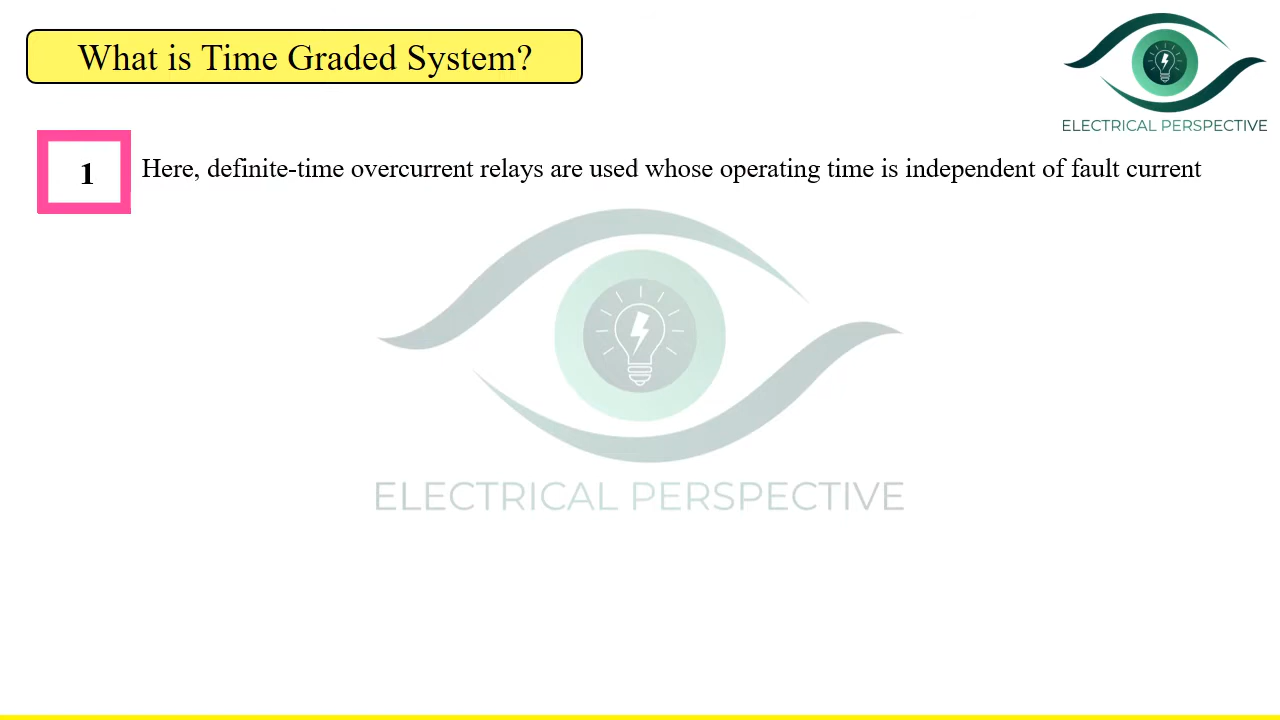 What is Time Graded System?
ELECTRICAL PERSPECTIVE
1
Here, definite-time overcurrent relays are used whose operating time is independent of fault current
ELECTRICAL PERSPECTIVE